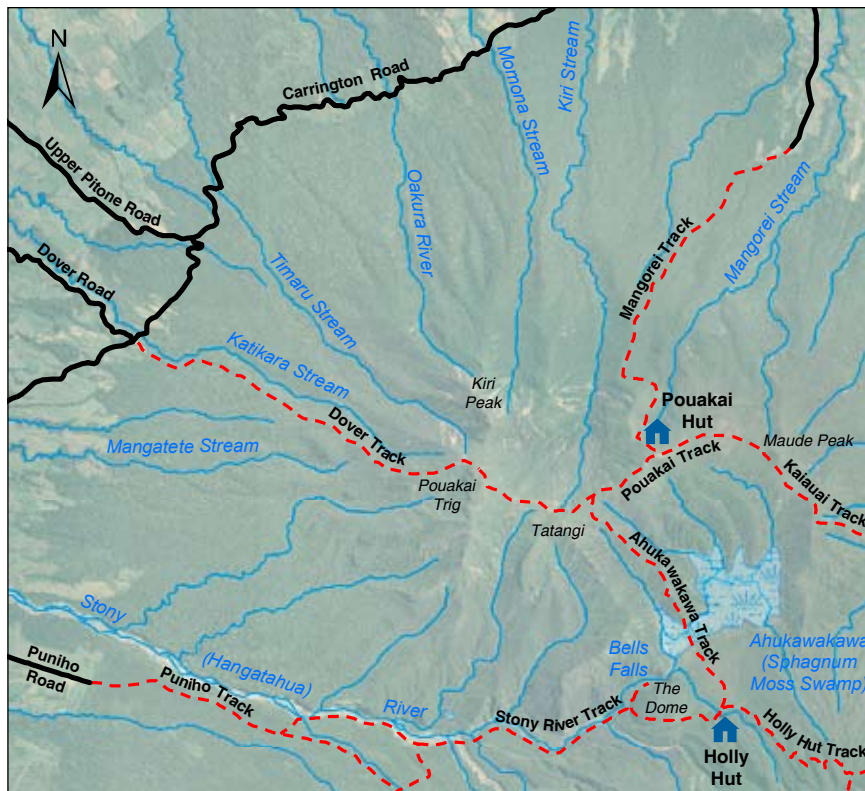 N
Carrington Road
Momona Stream
Kiri Stream
Upper Pitone Road
Oakura River
Mangorei Stream
Mangorei Track
Dover Road
Timaru Stream
Katikara Stream
Kiri
Peak
Pouakai
Hut
Dover Track
Mangatete Stream
Maude Peak
Pouakai Track
Kaiauai Track
Pouakai
Trig
Tatangi
Ahukawakawa Track
Stony
(Hangatahua)
River
Bells
Falls
Ahukawakawa
(Sphagnum
Moss Swamp)
Puniho
Road
Puniho Track
The
Dome
Stony River Track
Holly Hut Track
Holly
Hut